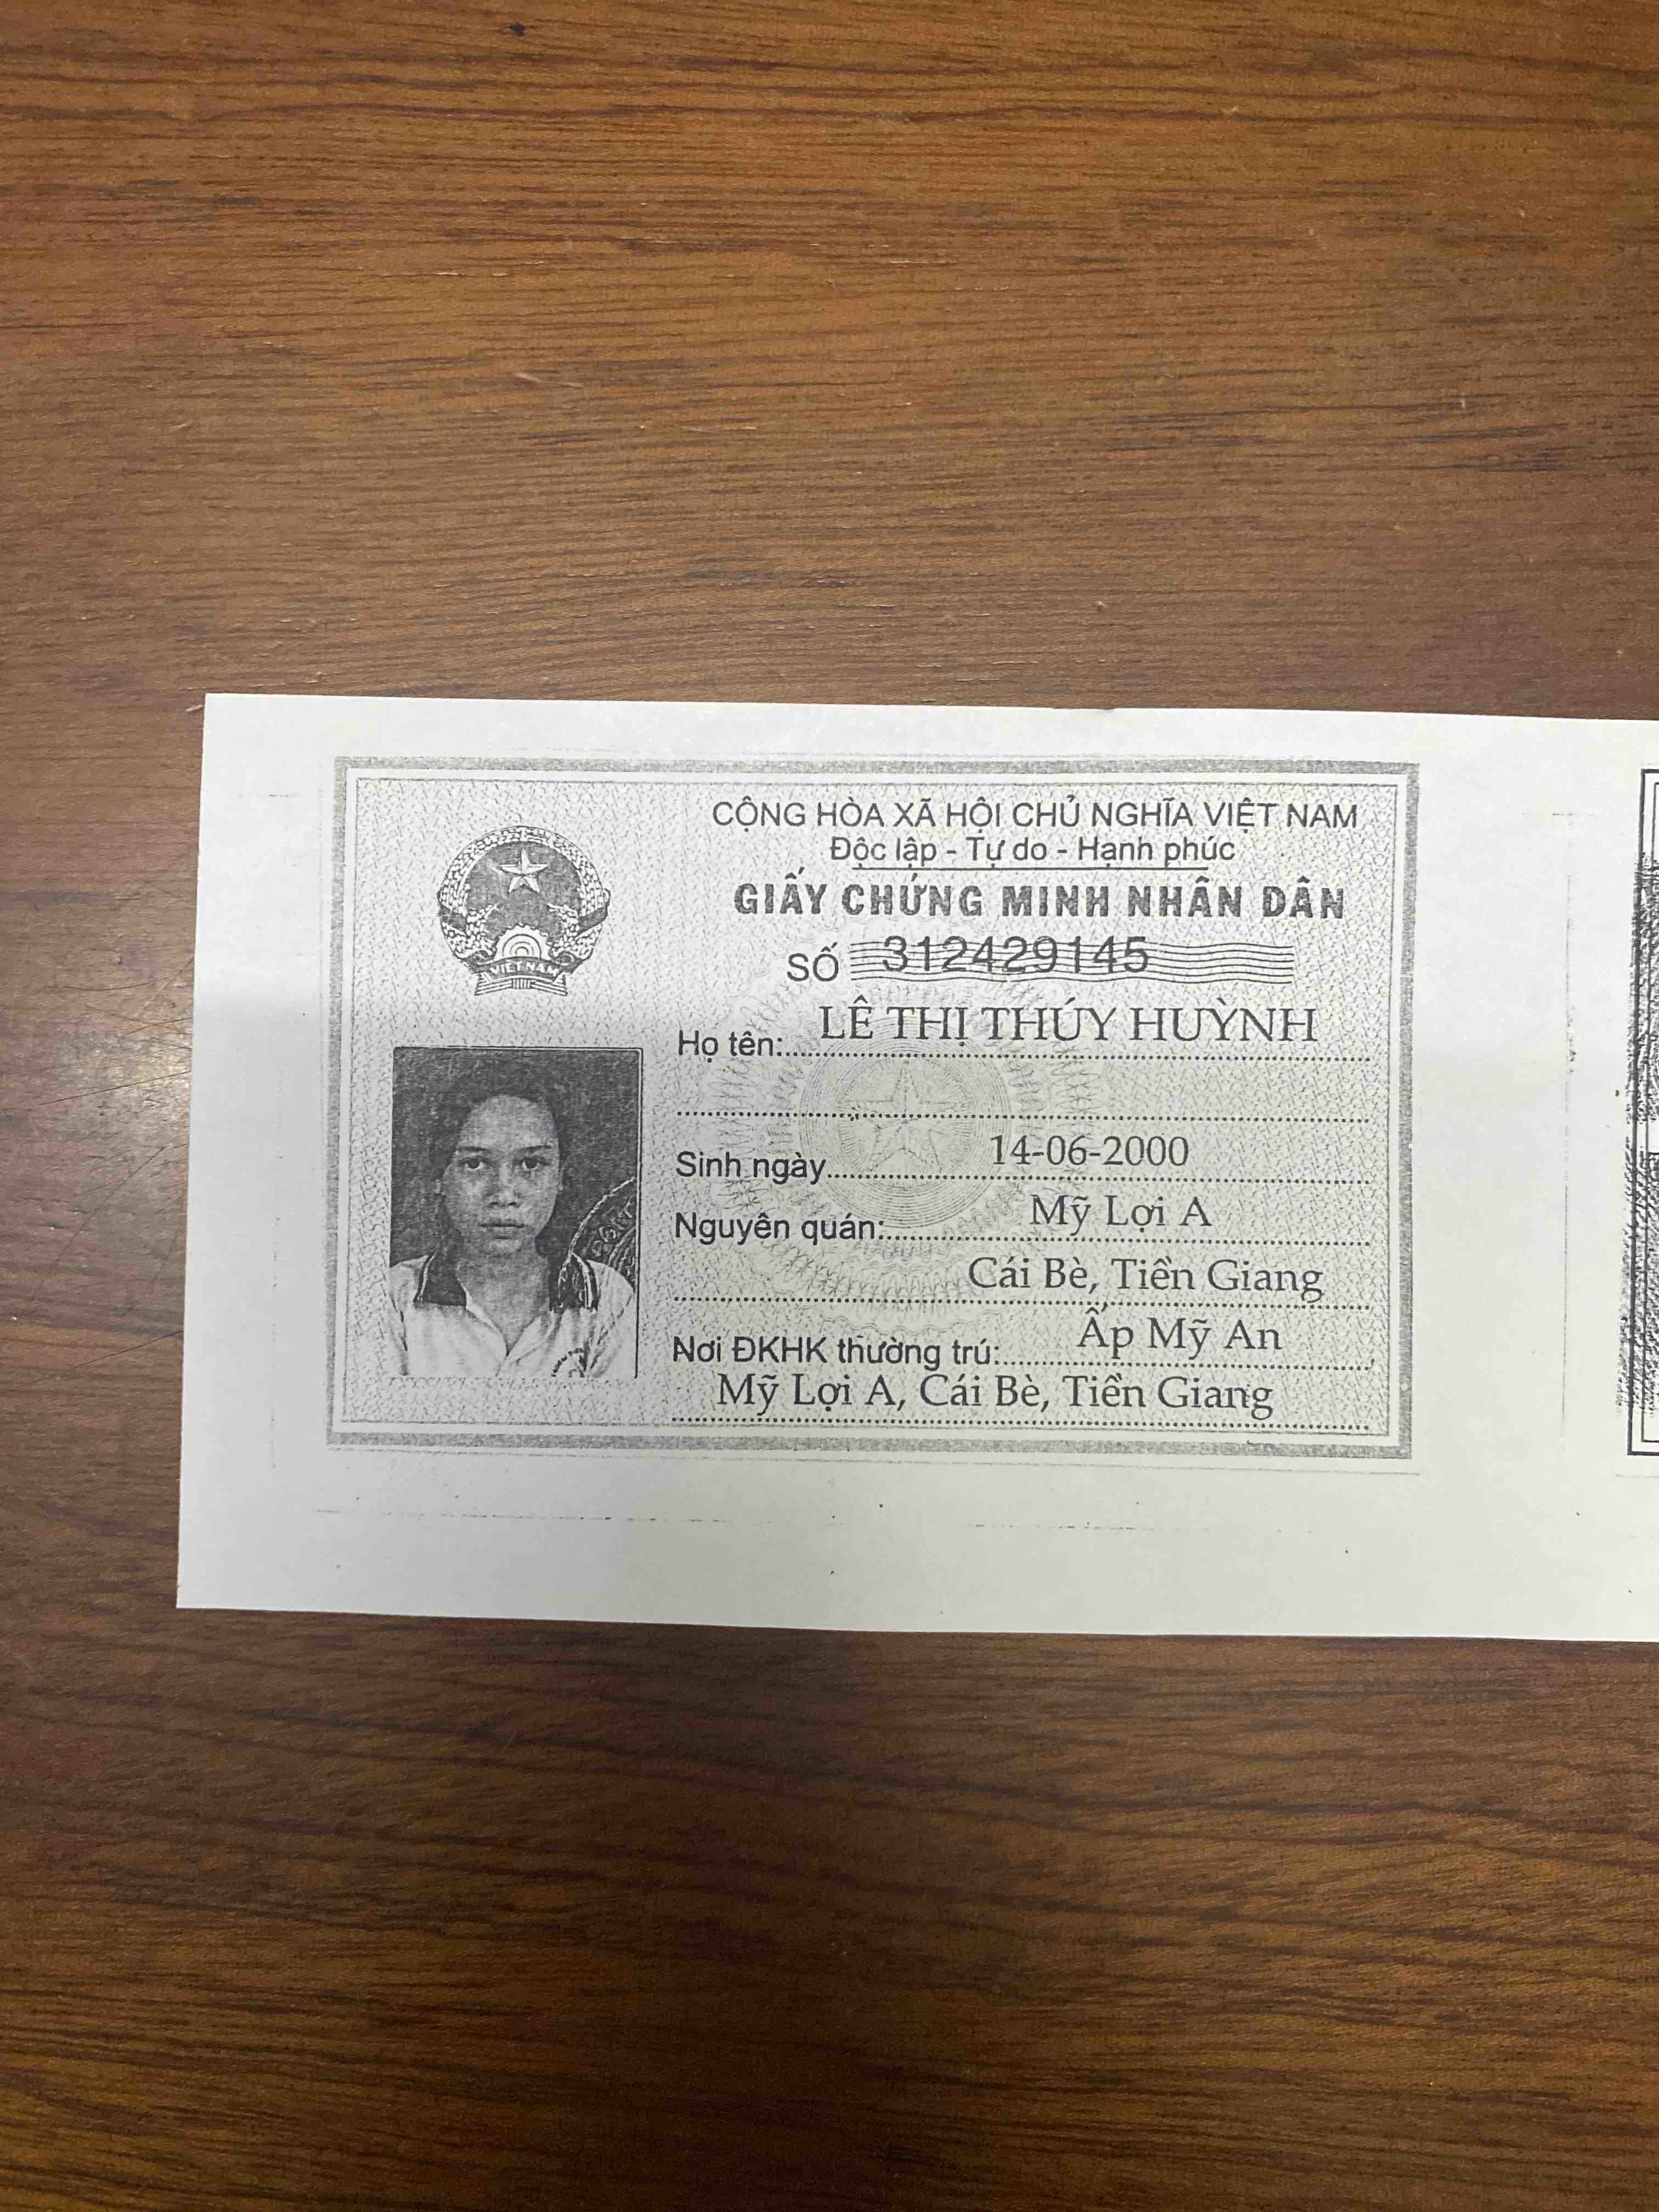 CỘNG HÒA XÃ HỘI CHỦ NGHĨA VIỆT NAM
Độc lập - Tự do - Hạnh phúc
GIẤY CHỨNG MINH NHÂN DÂN
SỐ 312429145
Họ tên: LÊ THỊ THÚY HUỲNH
Sinh ngày 14-06-2000
Nguyên quán: Mỹ Lợi A
Cái Bè, Tiền Giang
Nơi ĐKHK thường trú: Ấp Mỹ An
Mỹ Lợi A, Cái Bè, Tiền Giang
VIỆT NAM